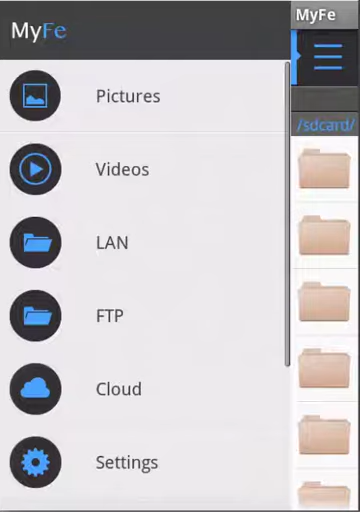 MyFe
MyFe
/sdcard/
Pictures
Videos
LAN
FTP
Cloud
Settings